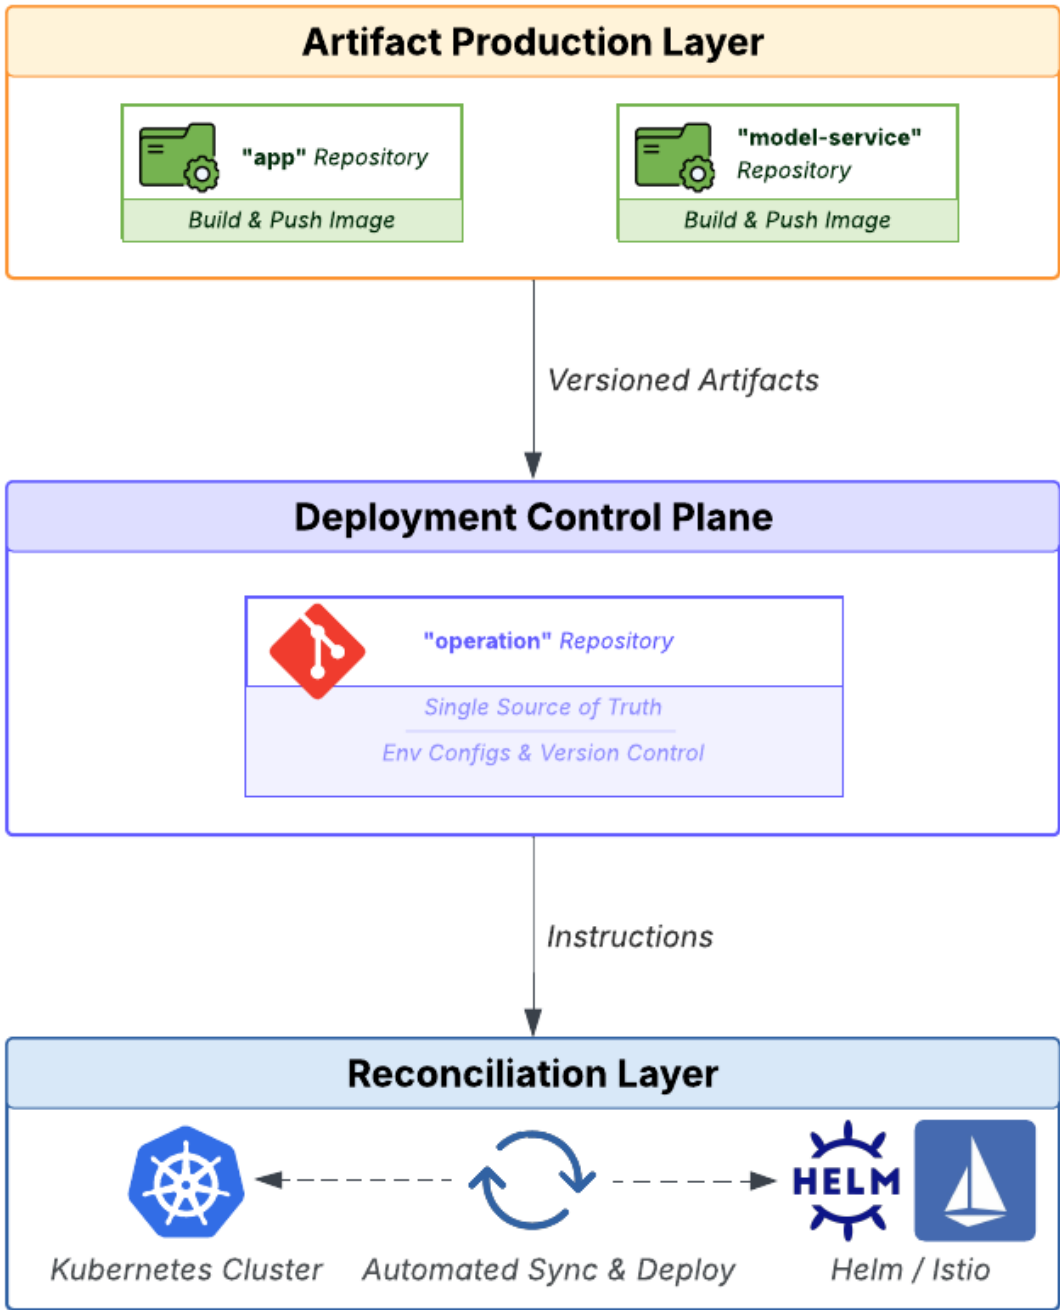 Artifact Production Layer
"app" Repository
Build & Push Image
"model-service"
Repository
Build & Push Image
Versioned Artifacts
Deployment Control Plane
"operation" Repository
Single Source of Truth
Env Configs & Version Control
Instructions
Reconciliation Layer
HELM
Kubernetes Cluster
Automated Sync & Deploy
Helm / Istio